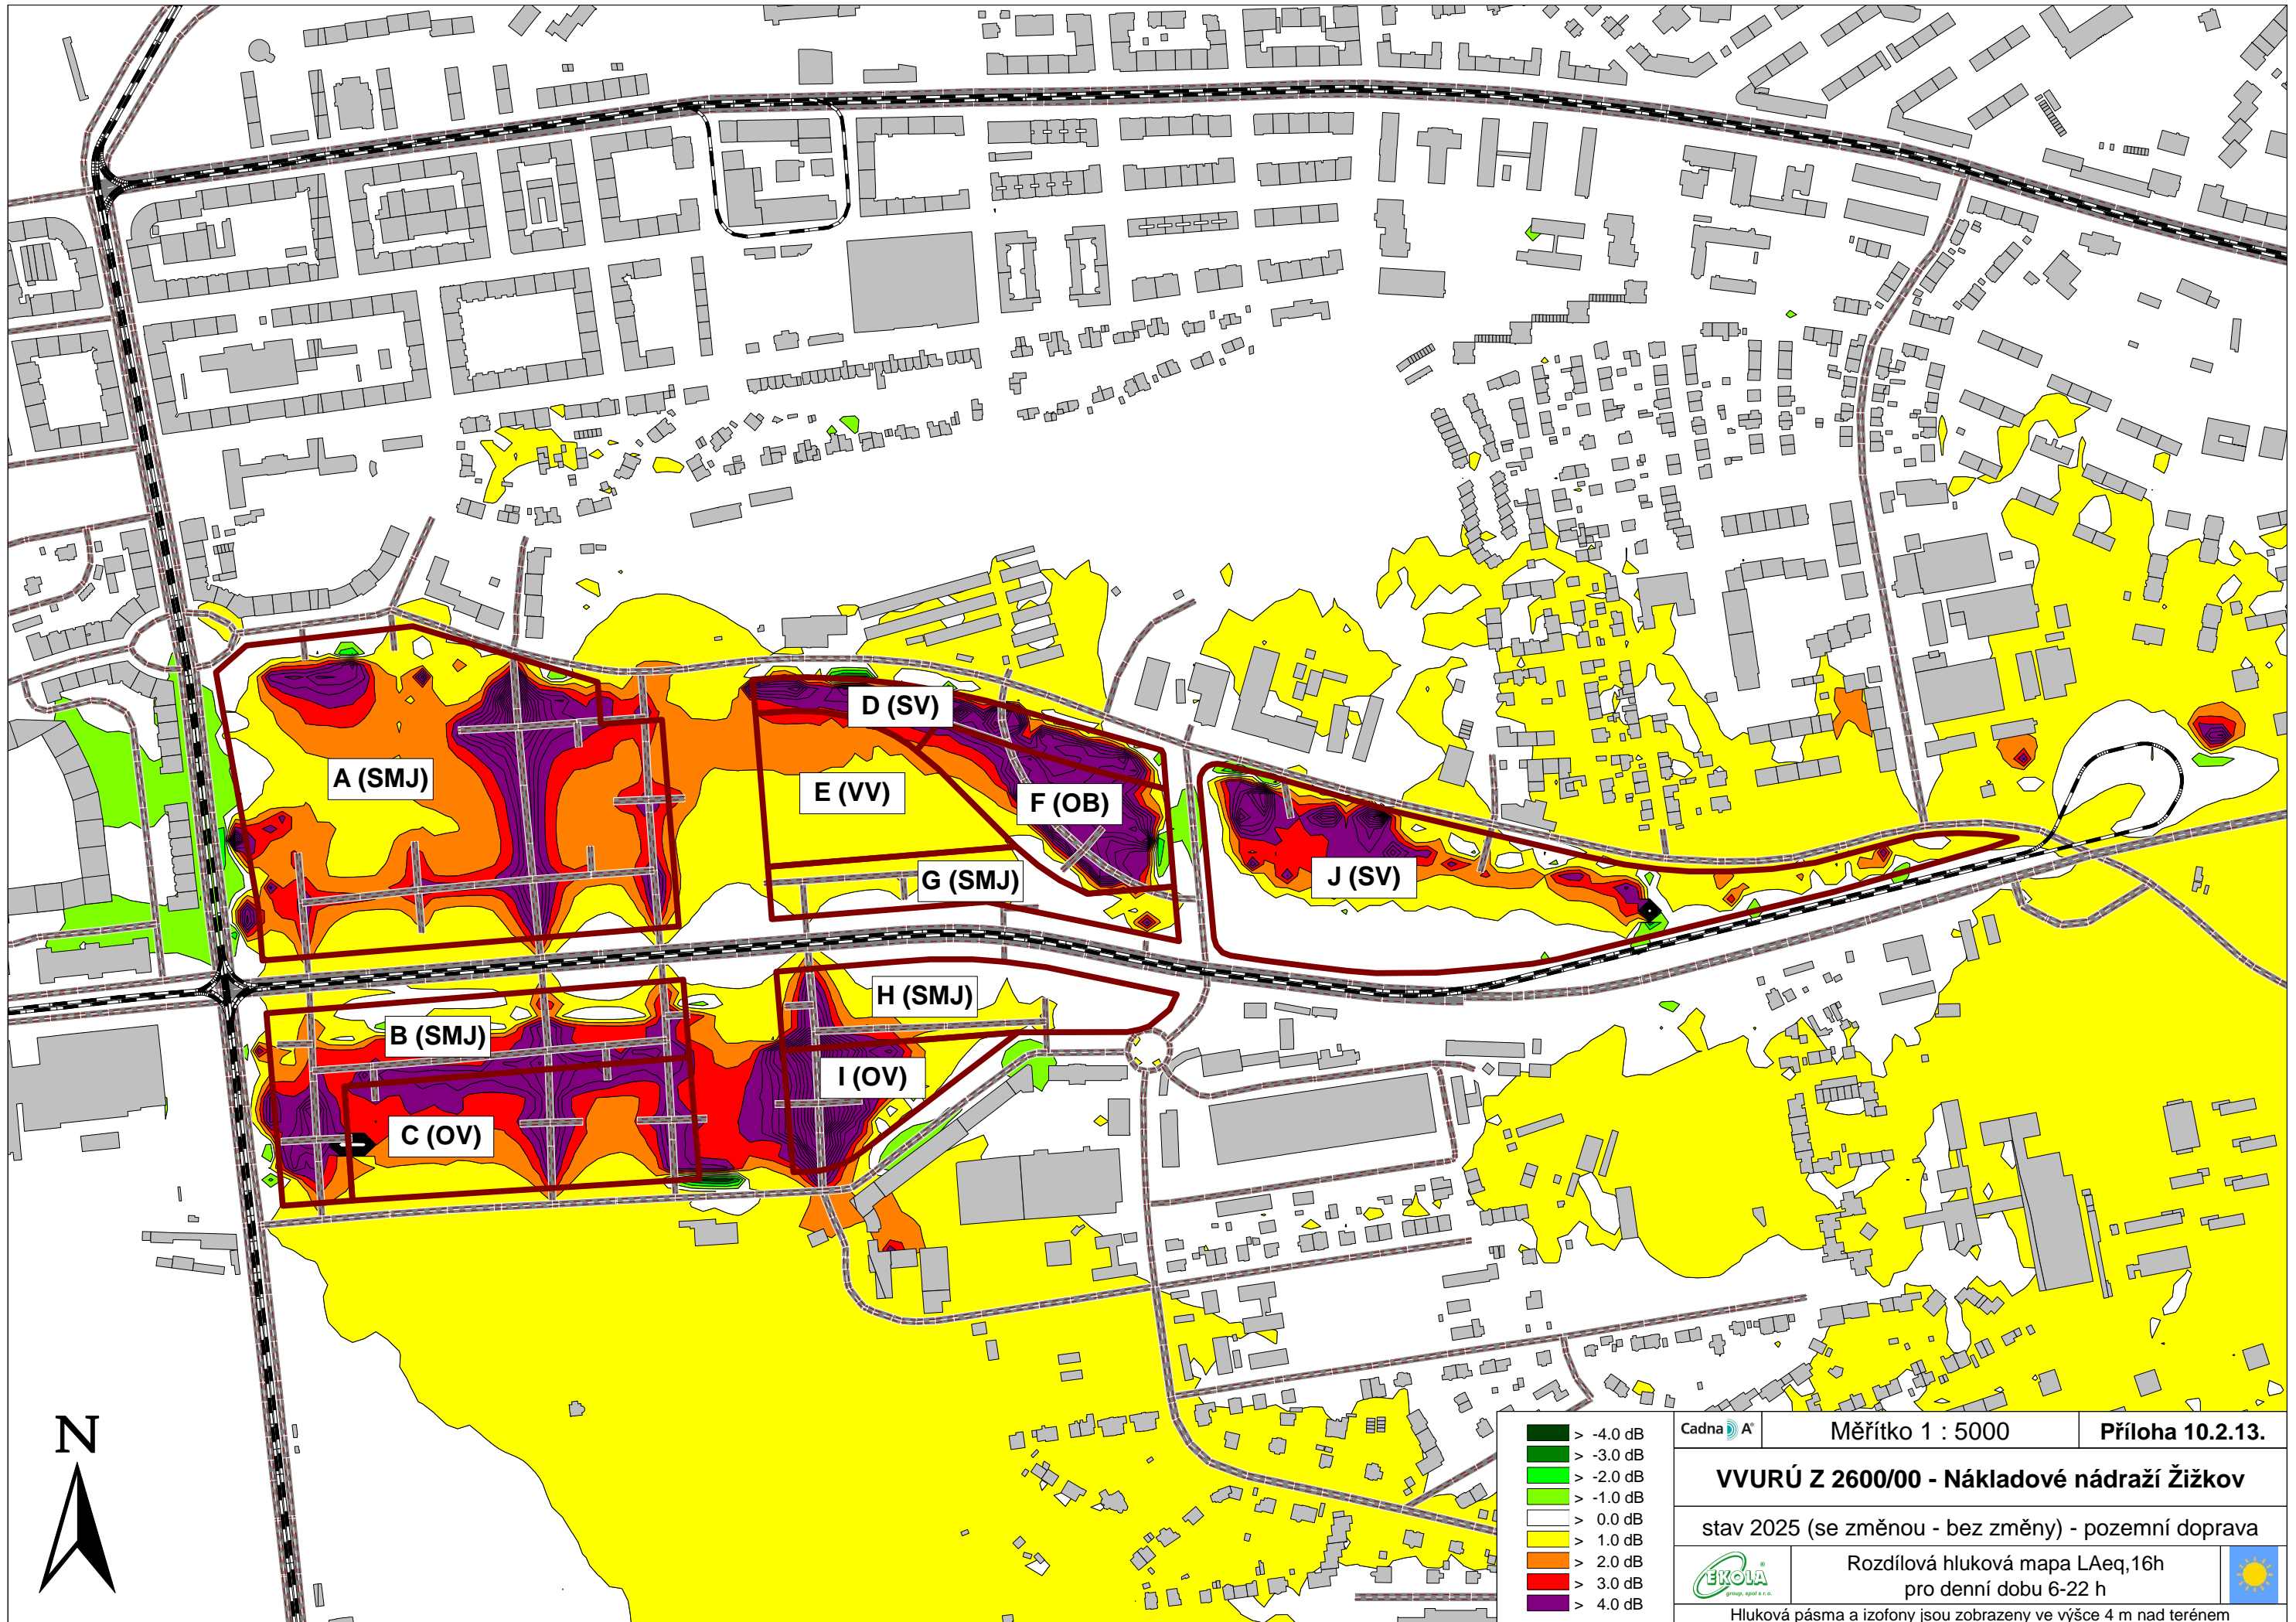 A (SMJ)
D (SV)
E (VV)
F (OB)
G (SMJ)
J (SV)
H (SMJ)
B (SMJ)
I (OV)
C (OV)
N
> -4.0 dB
> -3.0 dB
> -2.0 dB
> -1.0 dB
> 0.0 dB
> 1.0 dB
> 2.0 dB
> 3.0 dB
> 4.0 dB
Cadna A®
Měřítko 1 : 5000
Příloha 10.2.13.
VVURÚ Z 2600/00 - Nákladové nádraží Žižkov
stav 2025 (se změnou - bez změny) - pozemní doprava
EKOLA ®
group, spol s r.o.
Rozdílová hluková mapa LAeq,16h
pro denní dobu 6-22 h
Hluková pásma a izofony jsou zobrazeny ve výšce 4 m nad terénem